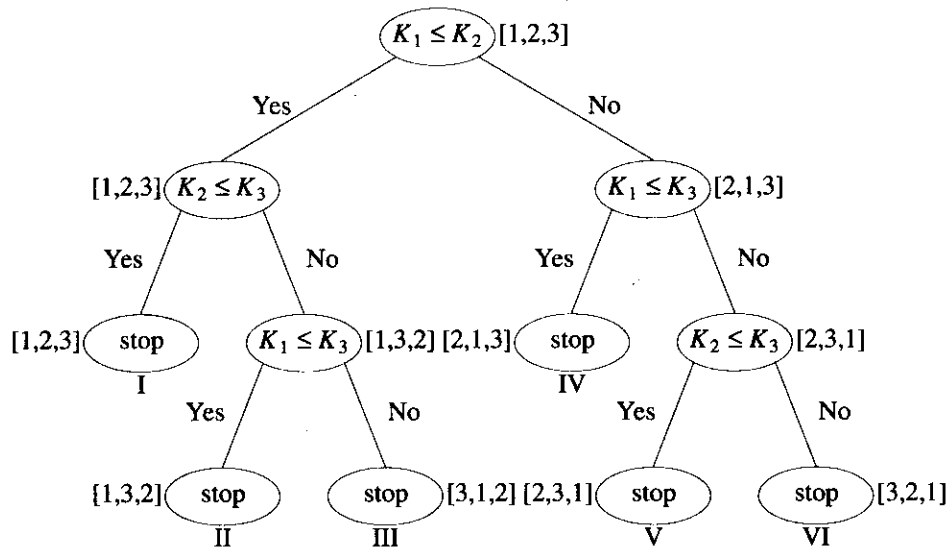 K₁ ≤ K₂ [1,2,3]
Yes No
[1,2,3] K₂ ≤ K₃ K₁ ≤ K₃ [2,1,3]
Yes No Yes No
[1,2,3] stop K₁ ≤ K₃ [1,3,2] [2,1,3] stop K₂ ≤ K₃ [2,3,1]
I IV
Yes No Yes No
[1,3,2] stop stop [3,1,2] [2,3,1] stop stop [3,2,1]
II III V VI